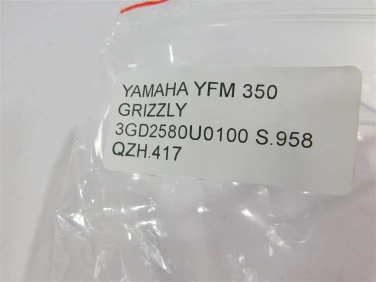 YAMAHA YFM 350
GRIZZLY
3GD2580U0100 S.958
QZH.417